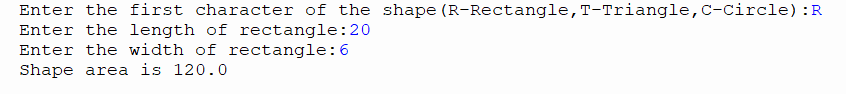 Enter the first character of the shape(R-Rectangle,T-Triangle,C-Circle):R
Enter the length of rectangle:20
Enter the width of rectangle:6
Shape area is 120.0